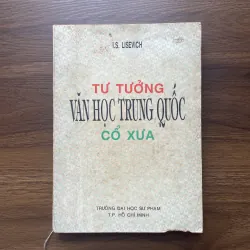 I.S. LISEVICH
TƯ TƯỞNG
VĂN HỌC TRUNG QUỐC
CỔ XƯA
TRƯỜNG ĐẠI HỌC SƯ PHẠM
T.P. HỒ CHÍ MINH